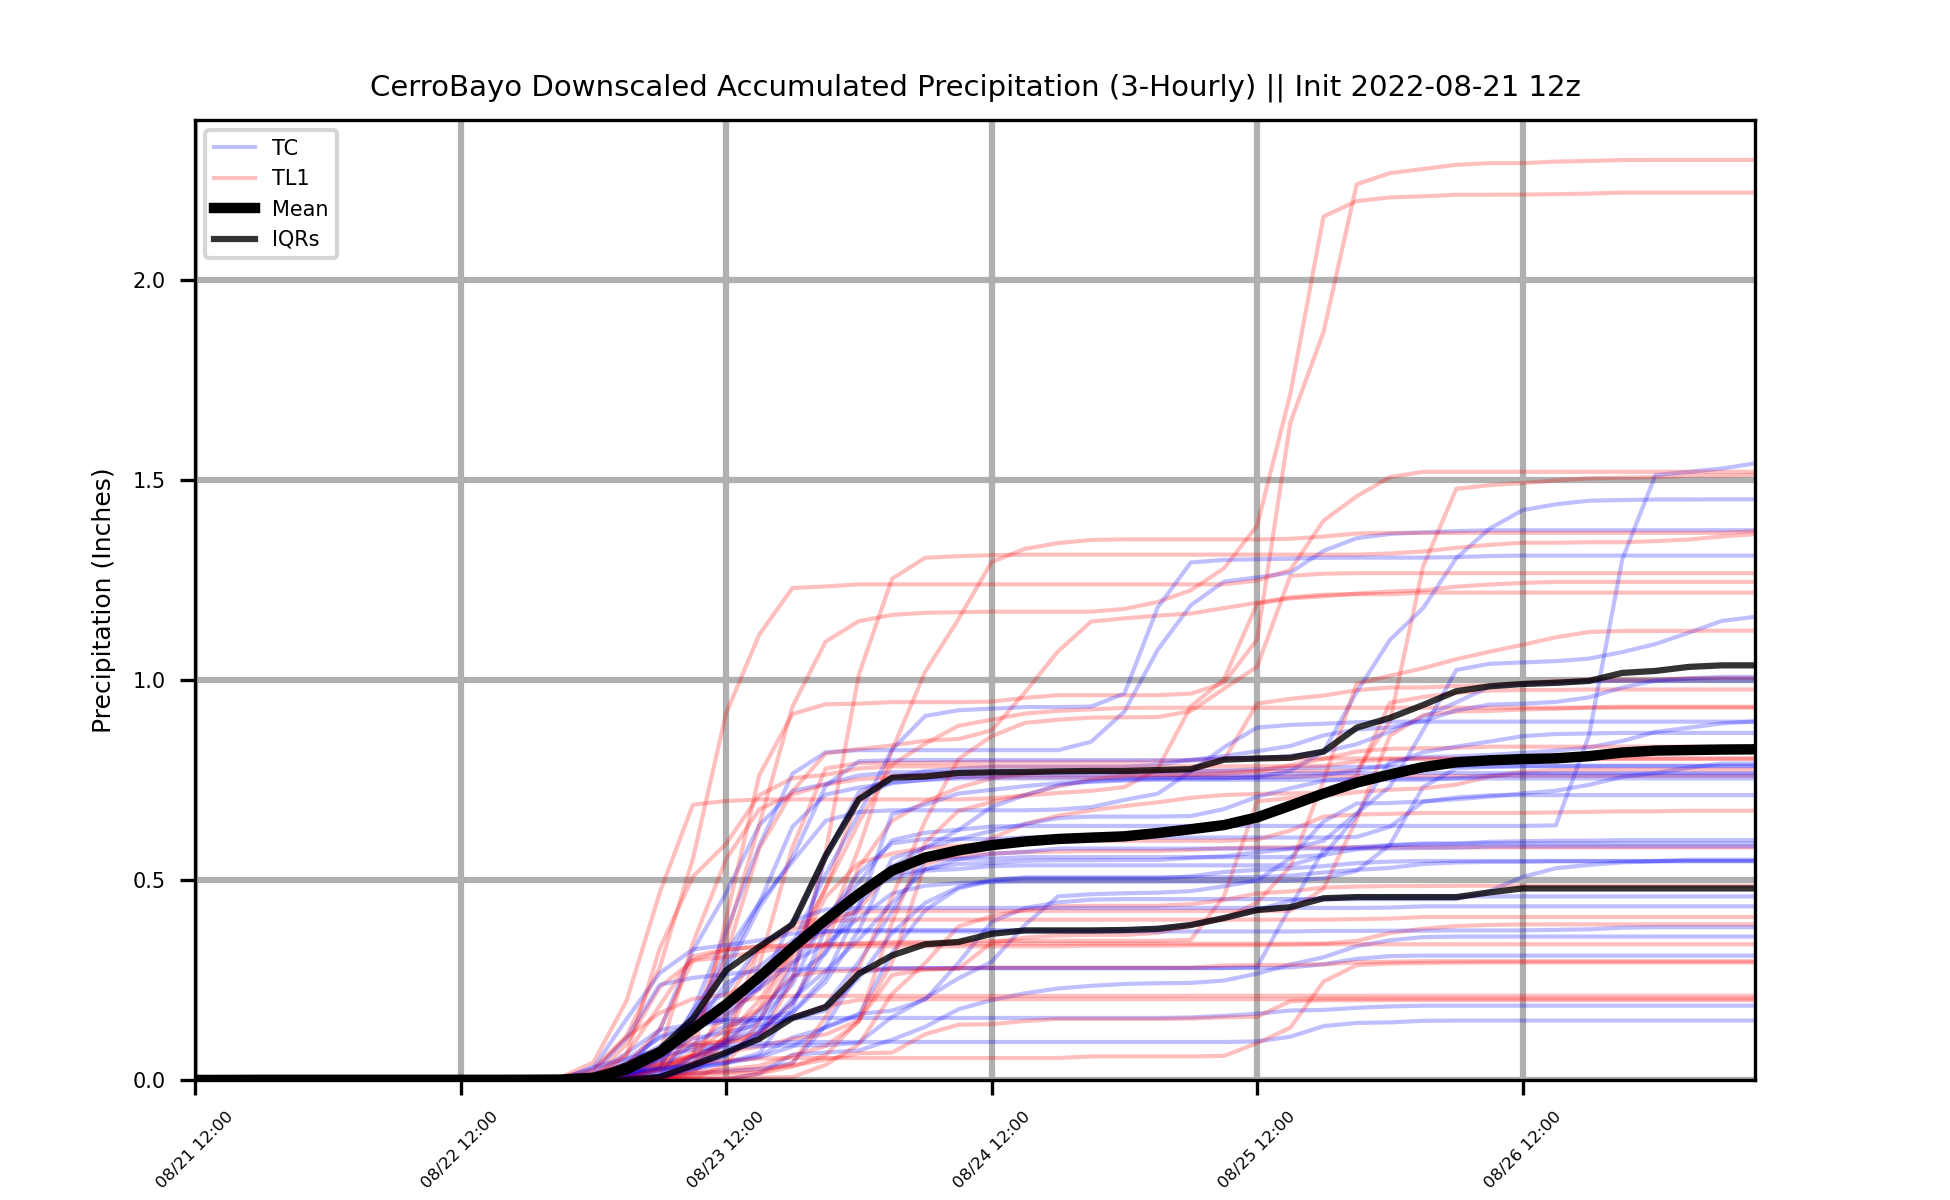 CerroBayo Downscaled Accumulated Precipitation (3-Hourly) || Init 2022-08-21 12z
TC
TL1
Mean
IQRs
Precipitation (Inches)
2.0
1.5
1.0
0.5
0.0
08/21 12:00
08/22 12:00
08/23 12:00
08/24 12:00
08/25 12:00
08/26 12:00